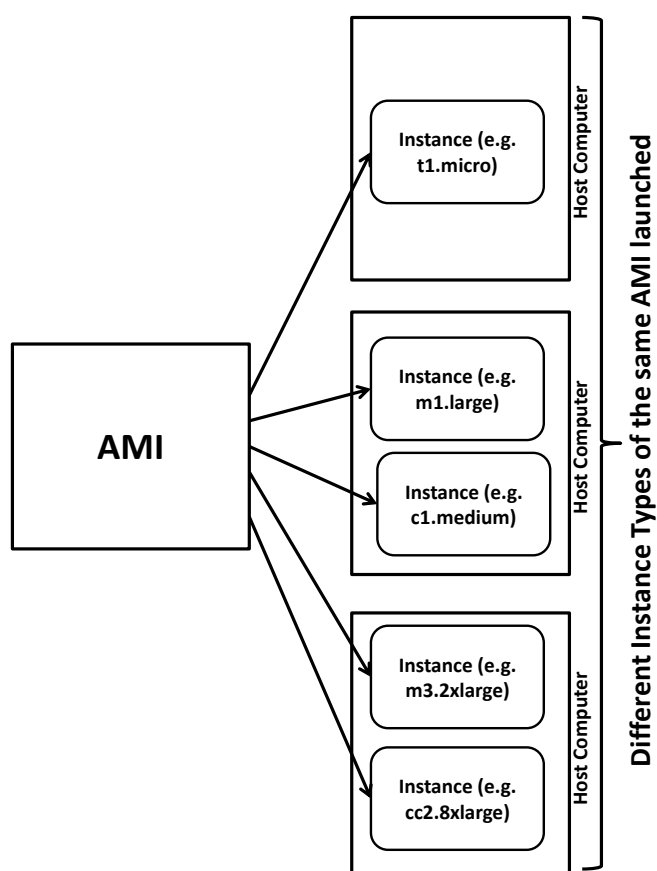 AMI
Instance (e.g.
t1.micro)
Host Computer
Instance (e.g.
m1.large)
Instance (e.g.
c1.medium)
Host Computer
Instance (e.g.
m3.2xlarge)
Instance (e.g.
cc2.8xlarge)
Host Computer
Different Instance Types of the same AMI launched